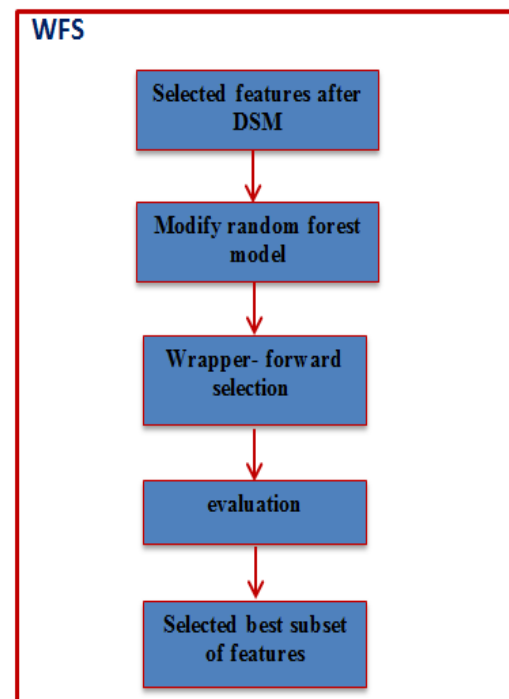 WFS
Selected features after
DSM
Modify random forest
model
Wrapper- forward
selection
evaluation
Selected best subset
of features